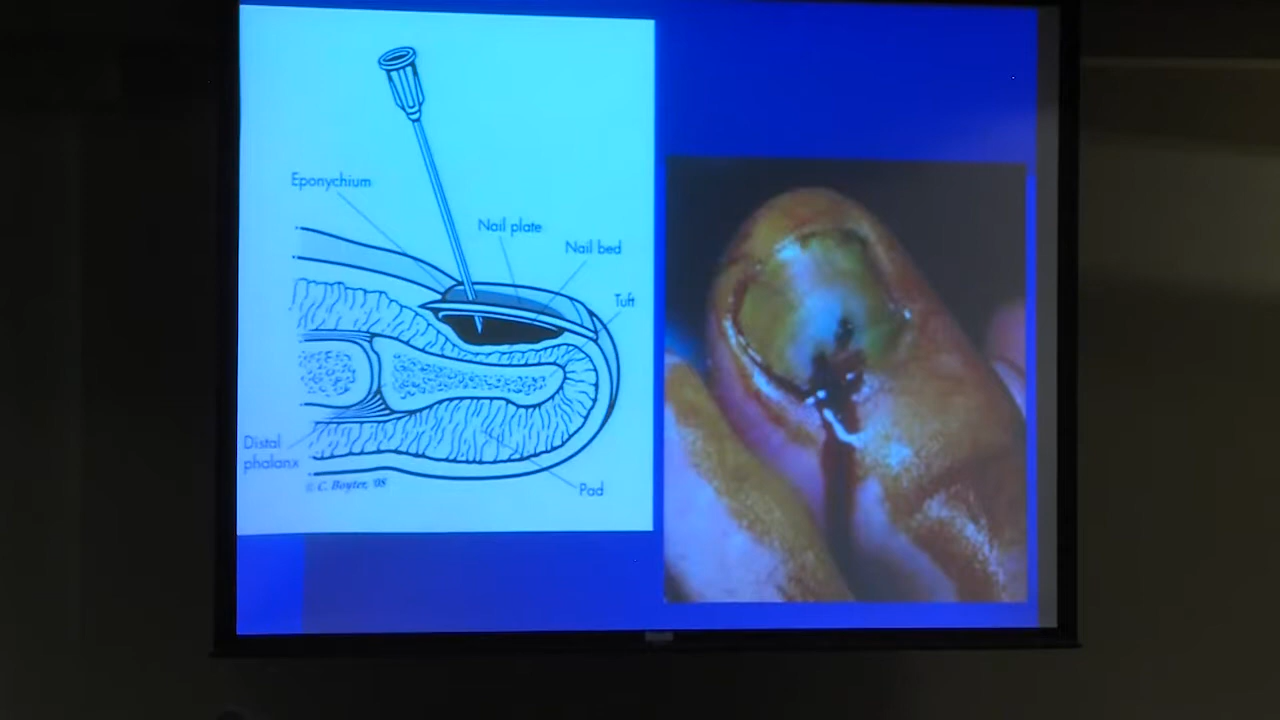 Eponychium
Nail plate
Nail bed
Tuft
Distal
phalanx
© C. Boyter, '08
Pad